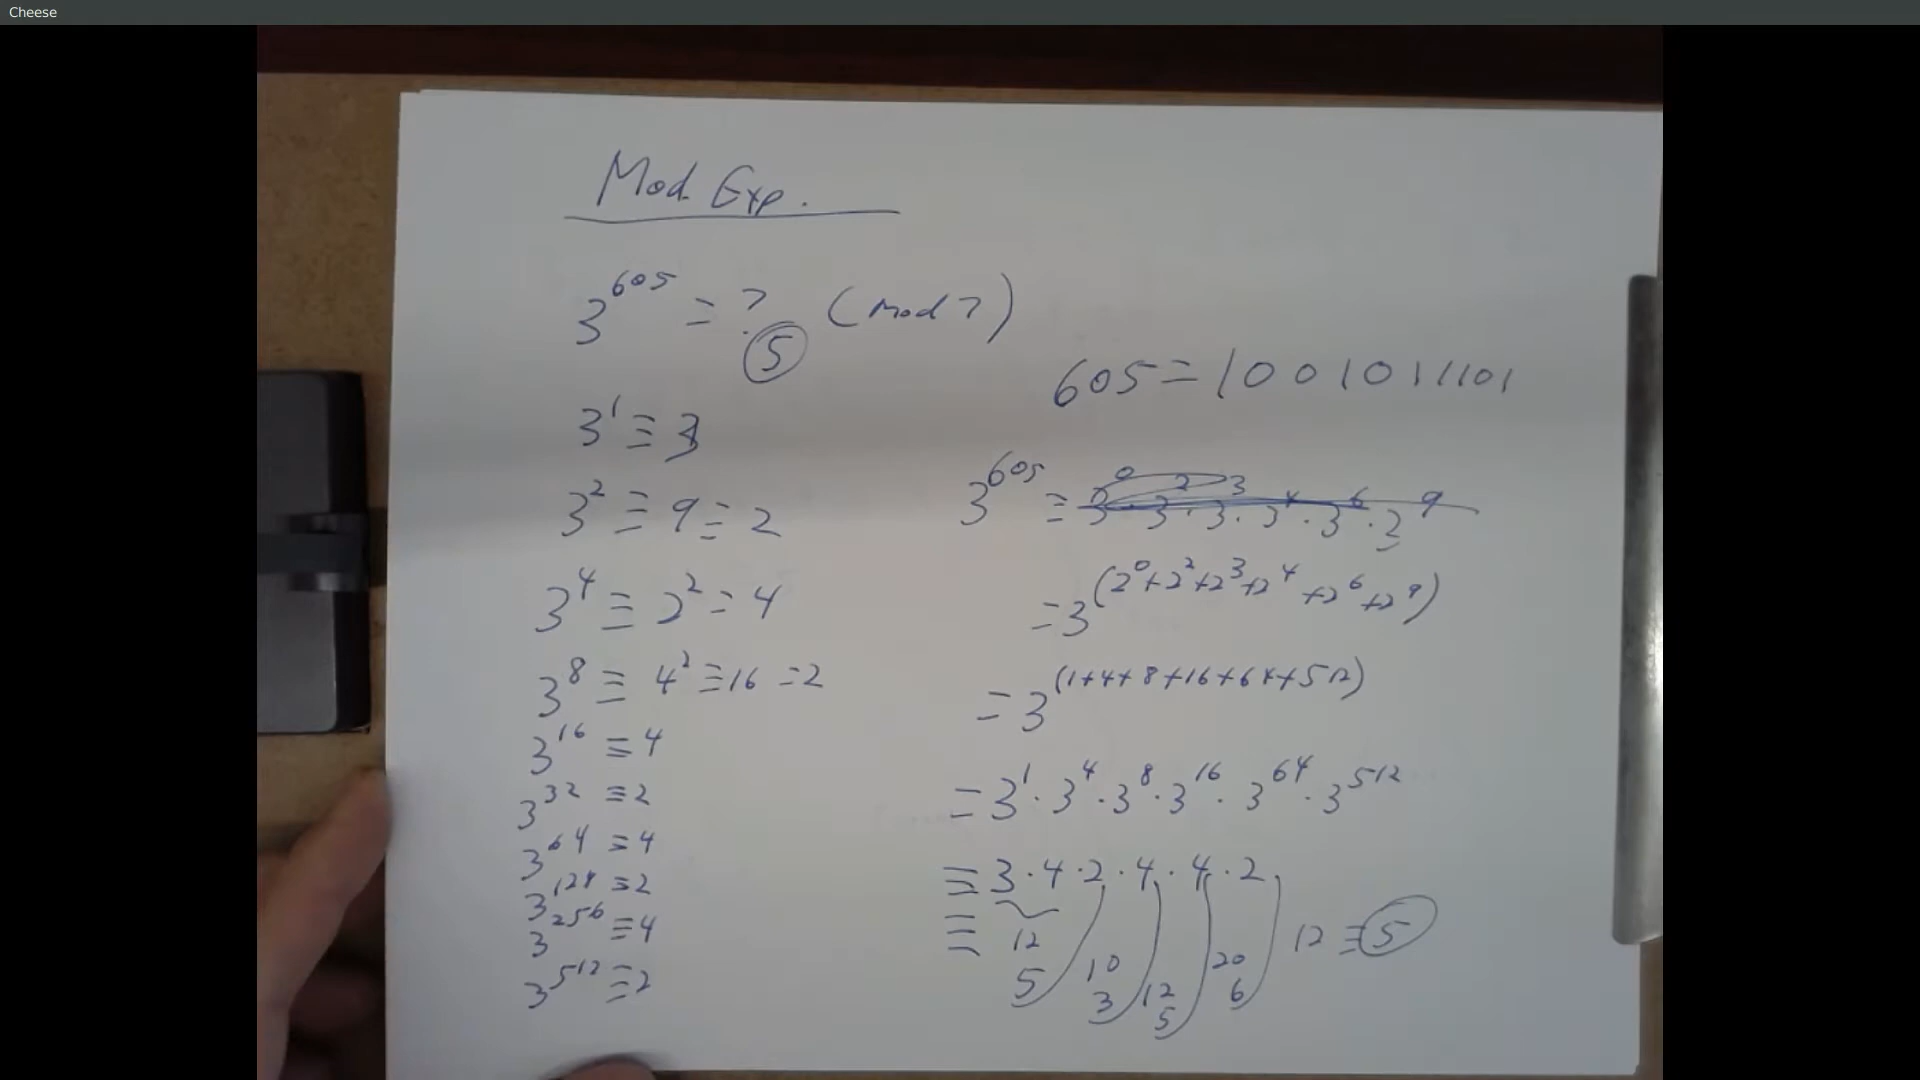 Cheese
Mod. Exp.
3^605 = ? (mod 7)
5
3^1 ≡ 3
3^2 ≡ 9 ≡ 2
3^4 ≡ 2^2 = 4
3^8 ≡ 4^2 ≡ 16 = 2
3^16 ≡ 4
3^32 ≡ 2
3^64 ≡ 4
3^128 ≡ 2
3^256 ≡ 4
3^512 ≡ 2
605 = 1001011101
3^605 ≡
= 3^(2^0+2^2+2^3+2^4+2^6+2^9)
= 3^(1+4+8+16+64+512)
= 3^1 · 3^4 · 3^8 · 3^16 · 3^64 · 3^512
≡ 3 · 4 · 2 · 4 · 4 · 2
≡ 12 10 12 20 12 ≡ 5
5 3 5 6